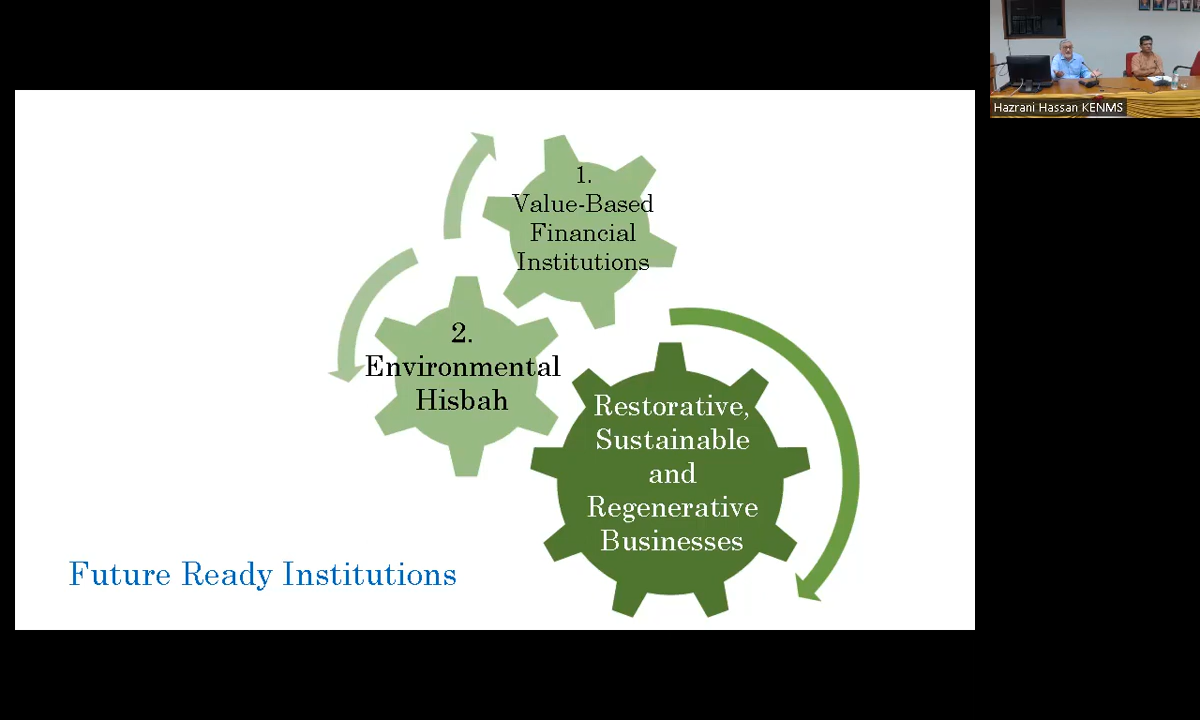 Hazrani Hassan KENMS
1.
Value-Based
Financial
Institutions
2.
Environmental
Hisbah
Restorative,
Sustainable
and
Regenerative
Businesses
Future Ready Institutions